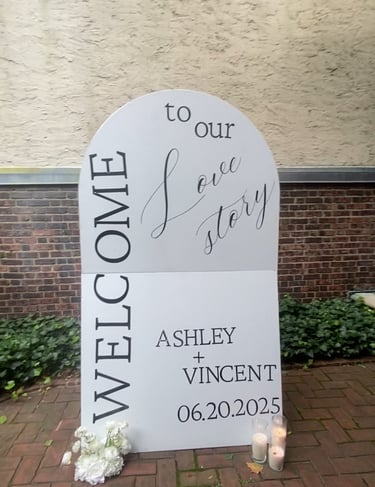 WELCOME
to
our
Love
story
ASHLEY
+
VINCENT
06.20.2025